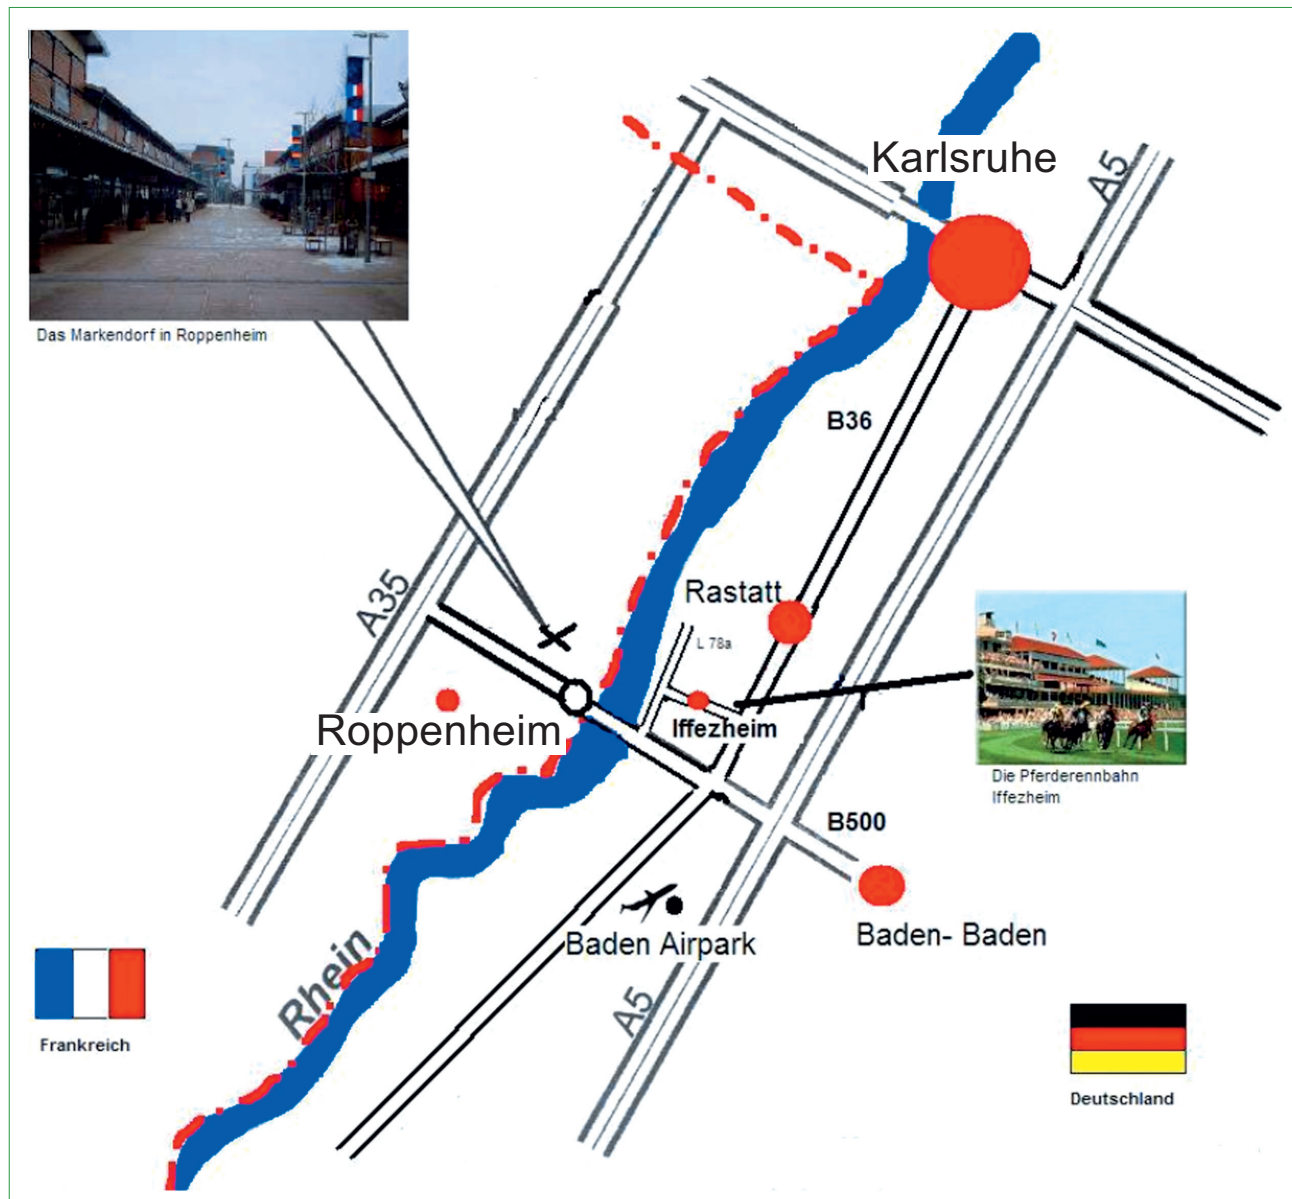 Karlsruhe
A5
Das Markendorf in Roppenheim
B36
A35
Rastatt
L 78a
Roppenheim
Iffezheim
Die Pferderennbahn
Iffezheim
B500
Baden Airpark
Baden- Baden
Rhein
A5
Frankreich
Deutschland